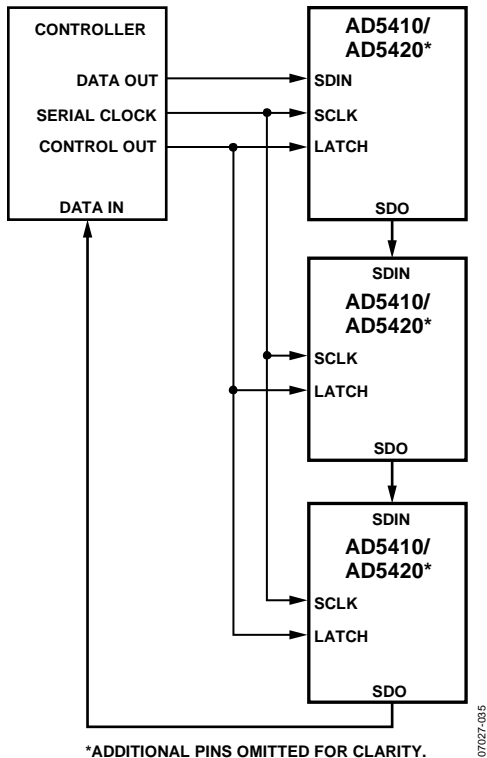 CONTROLLER
DATA OUT
SERIAL CLOCK
CONTROL OUT
DATA IN
AD5410/
AD5420*
SDIN
SCLK
LATCH
SDO
SDIN
AD5410/
AD5420*
SCLK
LATCH
SDO
SDIN
AD5410/
AD5420*
SCLK
LATCH
SDO
*ADDITIONAL PINS OMITTED FOR CLARITY.
07027-035